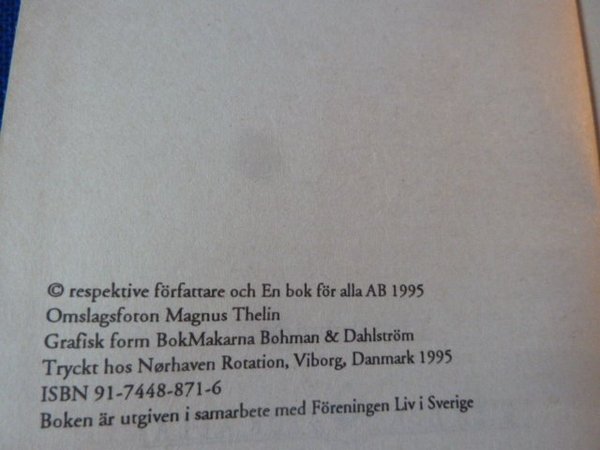 © respektive författare och En bok för alla AB 1995
Omslagsfoton Magnus Thelin
Grafisk form BokMakarna Bohman & Dahlström
Tryckt hos Nørhaven Rotation, Viborg, Danmark 1995
ISBN 91-7448-871-6
Boken är utgiven i samarbete med Föreningen Liv i Sverige